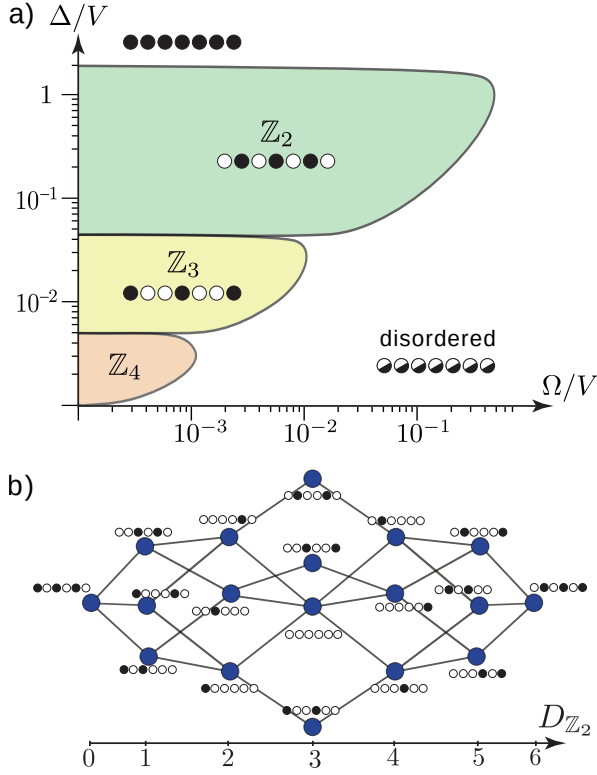 a) Δ/V
1
ℤ₂
10⁻¹
ℤ₃
10⁻²
disordered
ℤ₄
Ω/V
10⁻³ 10⁻² 10⁻¹
b)
D_ℤ₂
0 1 2 3 4 5 6